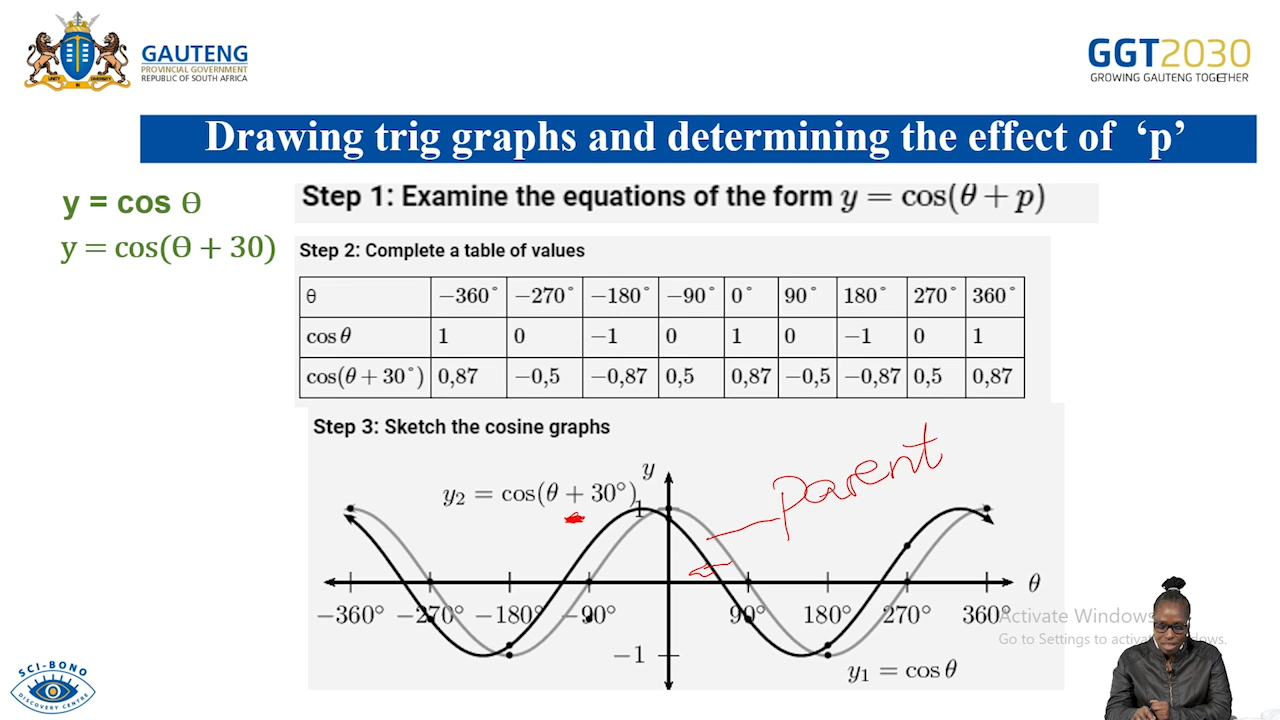 GAUTENG
PROVINCIAL GOVERNMENT
REPUBLIC OF SOUTH AFRICA
UNITY IN DIVERSITY
GGT2030
GROWING GAUTENG TOGETHER
Drawing trig graphs and determining the effect of ‘p’
y = cos Ө
y = cos(Ө + 30)
Step 1: Examine the equations of the form y = cos(θ + p)
Step 2: Complete a table of values
θ −360° −270° −180° −90° 0° 90° 180° 270° 360°
cos θ 1 0 −1 0 1 0 −1 0 1
cos(θ + 30°) 0,87 −0,5 −0,87 0,5 0,87 −0,5 −0,87 0,5 0,87
Step 3: Sketch the cosine graphs
Parent
y
y₂ = cos(θ + 30°)
1
θ
−360° −270° −180° −90° 90° 180° 270° 360°
−1
y₁ = cos θ
Activate Windows
Go to Settings to activate Windows.
SCI-BONO
DISCOVERY CENTRE